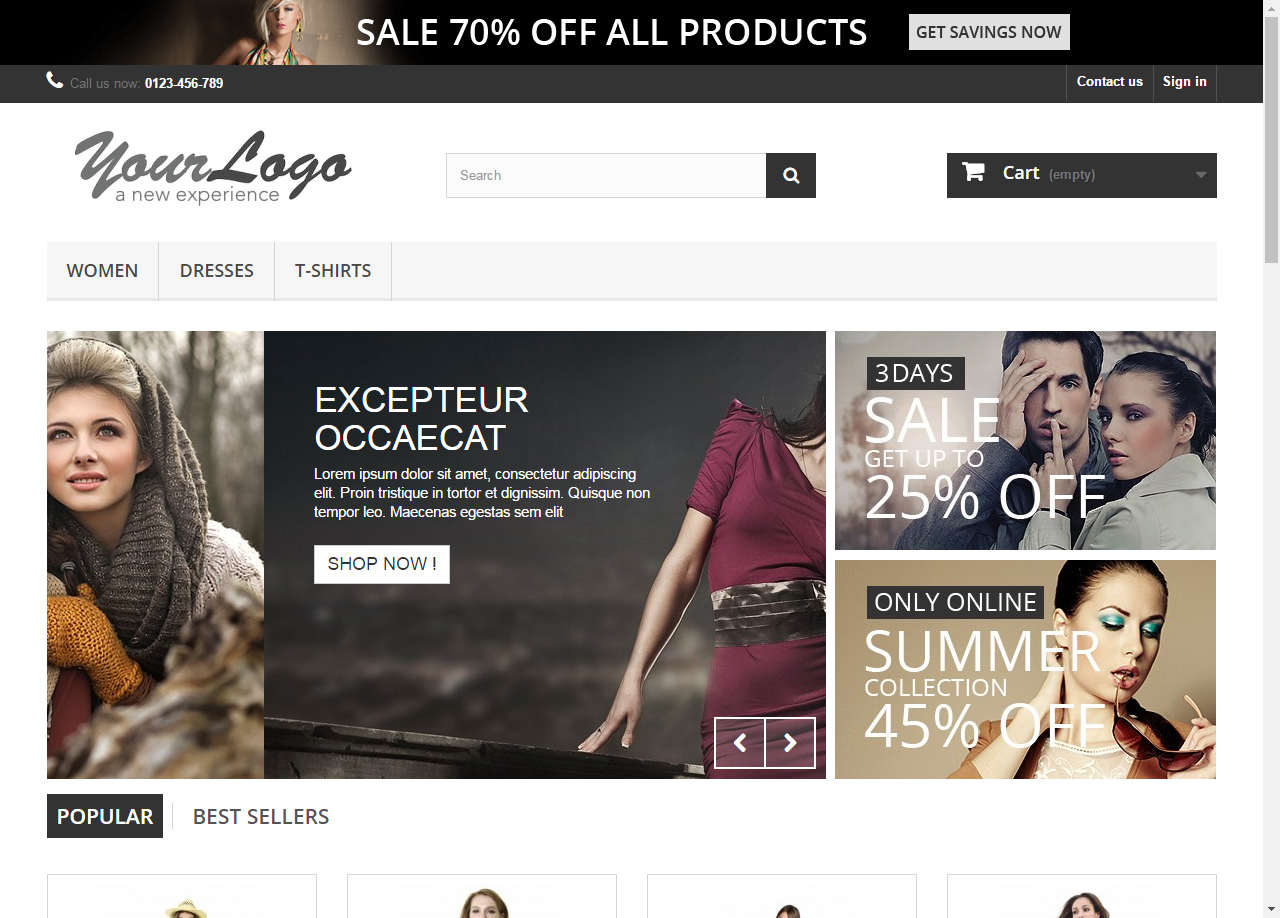 SALE 70% OFF ALL PRODUCTS
GET SAVINGS NOW
Call us now: 0123-456-789
Contact us
Sign in
YourLogo
a new experience
Search
Cart (empty)
WOMEN
DRESSES
T-SHIRTS
EXCEPTEUR
OCCAECAT
Lorem ipsum dolor sit amet, consectetur adipiscing
elit. Proin tristique in tortor et dignissim. Quisque non
tempor leo. Maecenas egestas sem elit
SHOP NOW !
3 DAYS
SALE
GET UP TO
25% OFF
ONLY ONLINE
SUMMER
COLLECTION
45% OFF
POPULAR
BEST SELLERS